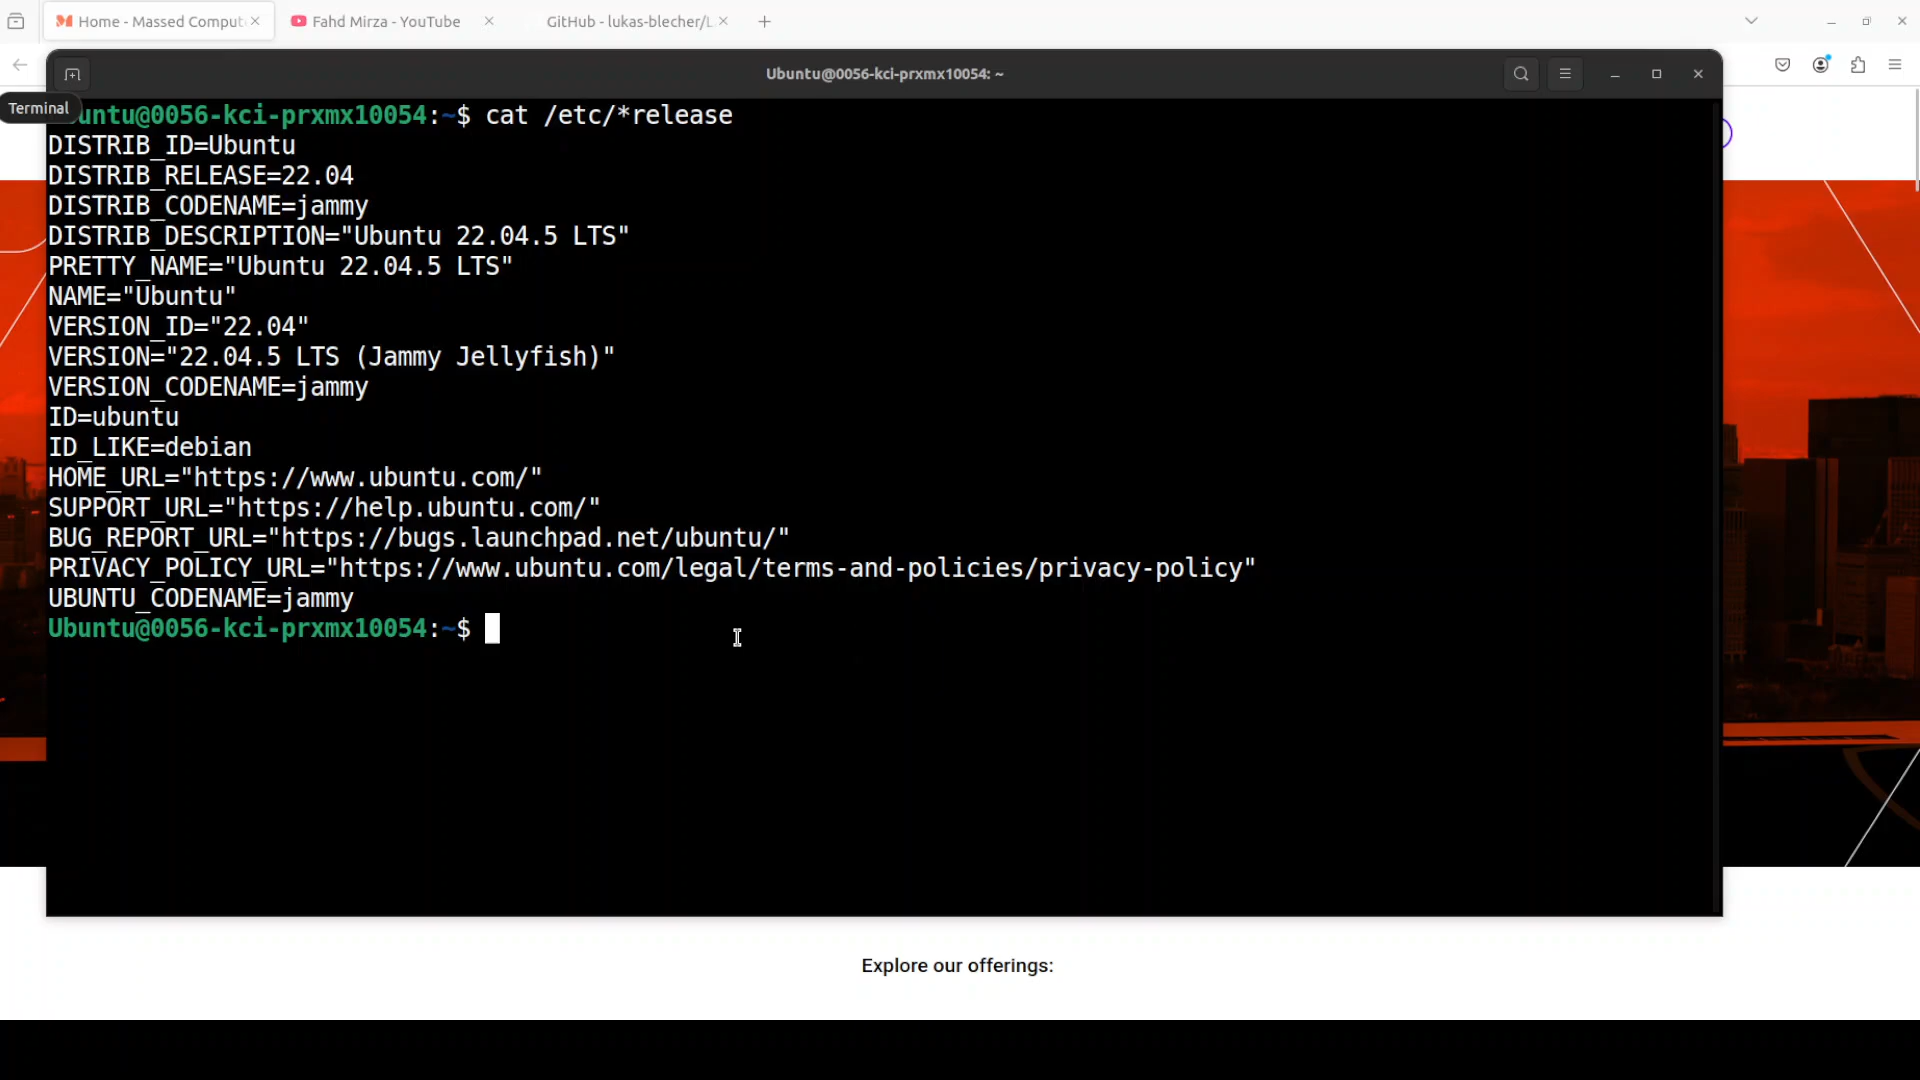 Home - Massed Comput
Fahd Mirza - YouTube
GitHub - lukas-blecher/L
Ubuntu@0056-kci-prxmx10054: ~
Terminal
untu@0056-kci-prxmx10054:~$ cat /etc/*release
DISTRIB_ID=Ubuntu
DISTRIB_RELEASE=22.04
DISTRIB_CODENAME=jammy
DISTRIB_DESCRIPTION="Ubuntu 22.04.5 LTS"
PRETTY_NAME="Ubuntu 22.04.5 LTS"
NAME="Ubuntu"
VERSION_ID="22.04"
VERSION="22.04.5 LTS (Jammy Jellyfish)"
VERSION_CODENAME=jammy
ID=ubuntu
ID_LIKE=debian
HOME_URL="https://www.ubuntu.com/"
SUPPORT_URL="https://help.ubuntu.com/"
BUG_REPORT_URL="https://bugs.launchpad.net/ubuntu/"
PRIVACY_POLICY_URL="https://www.ubuntu.com/legal/terms-and-policies/privacy-policy"
UBUNTU_CODENAME=jammy
Ubuntu@0056-kci-prxmx10054:~$
Explore our offerings: